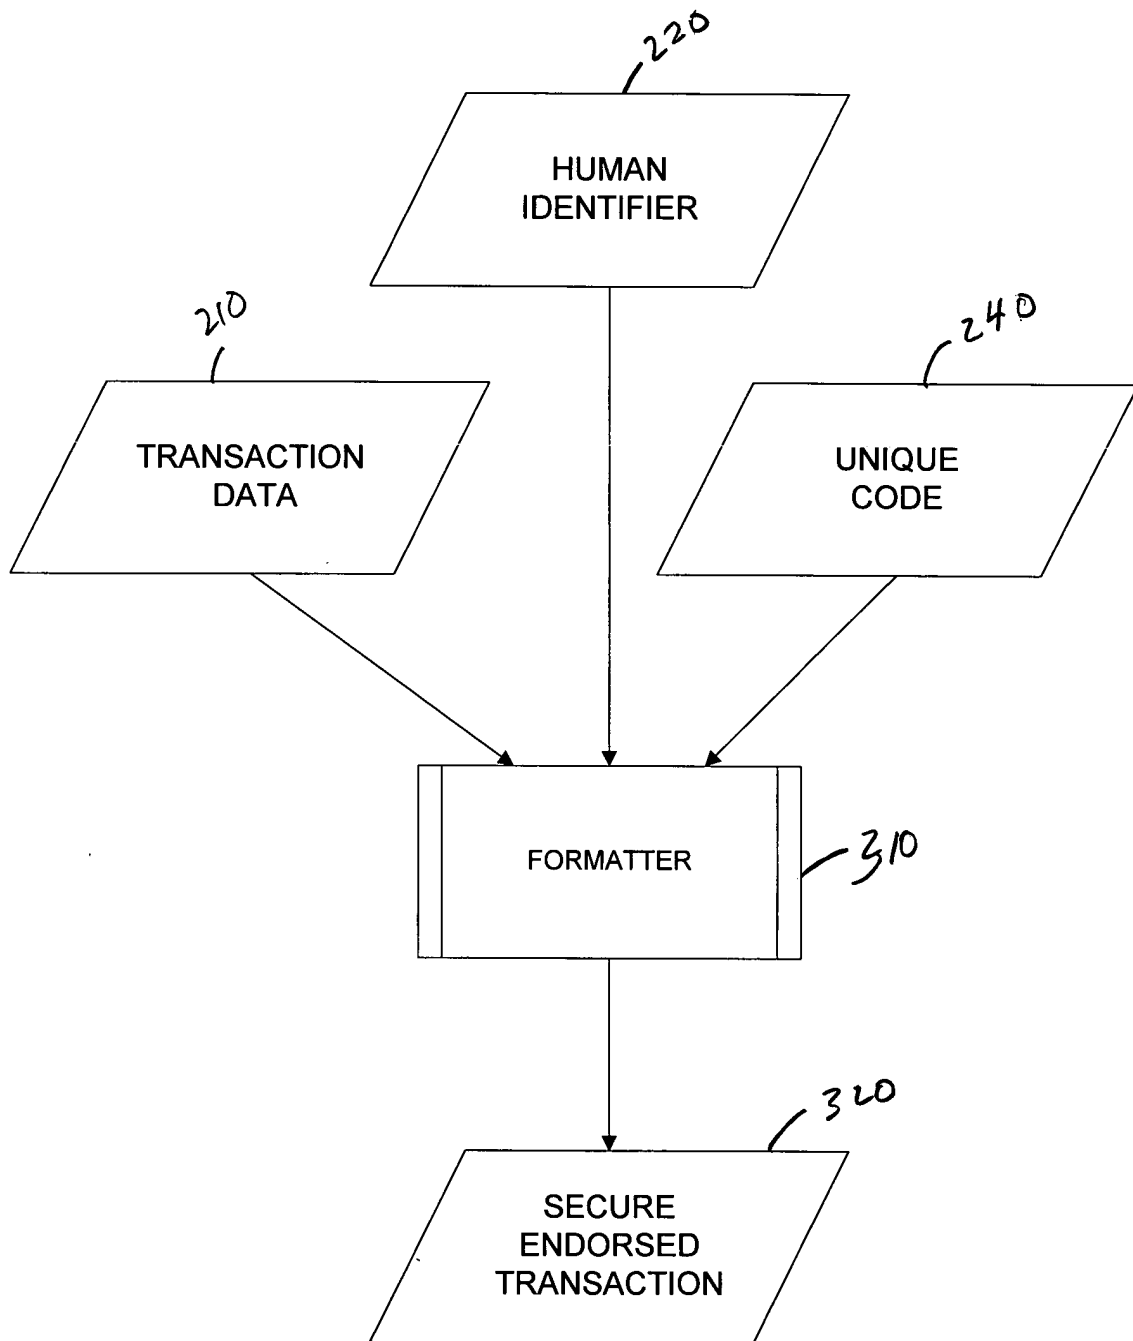 220
HUMAN
IDENTIFIER
210
TRANSACTION
DATA
240
UNIQUE
CODE
FORMATTER
310
320
SECURE
ENDORSED
TRANSACTION